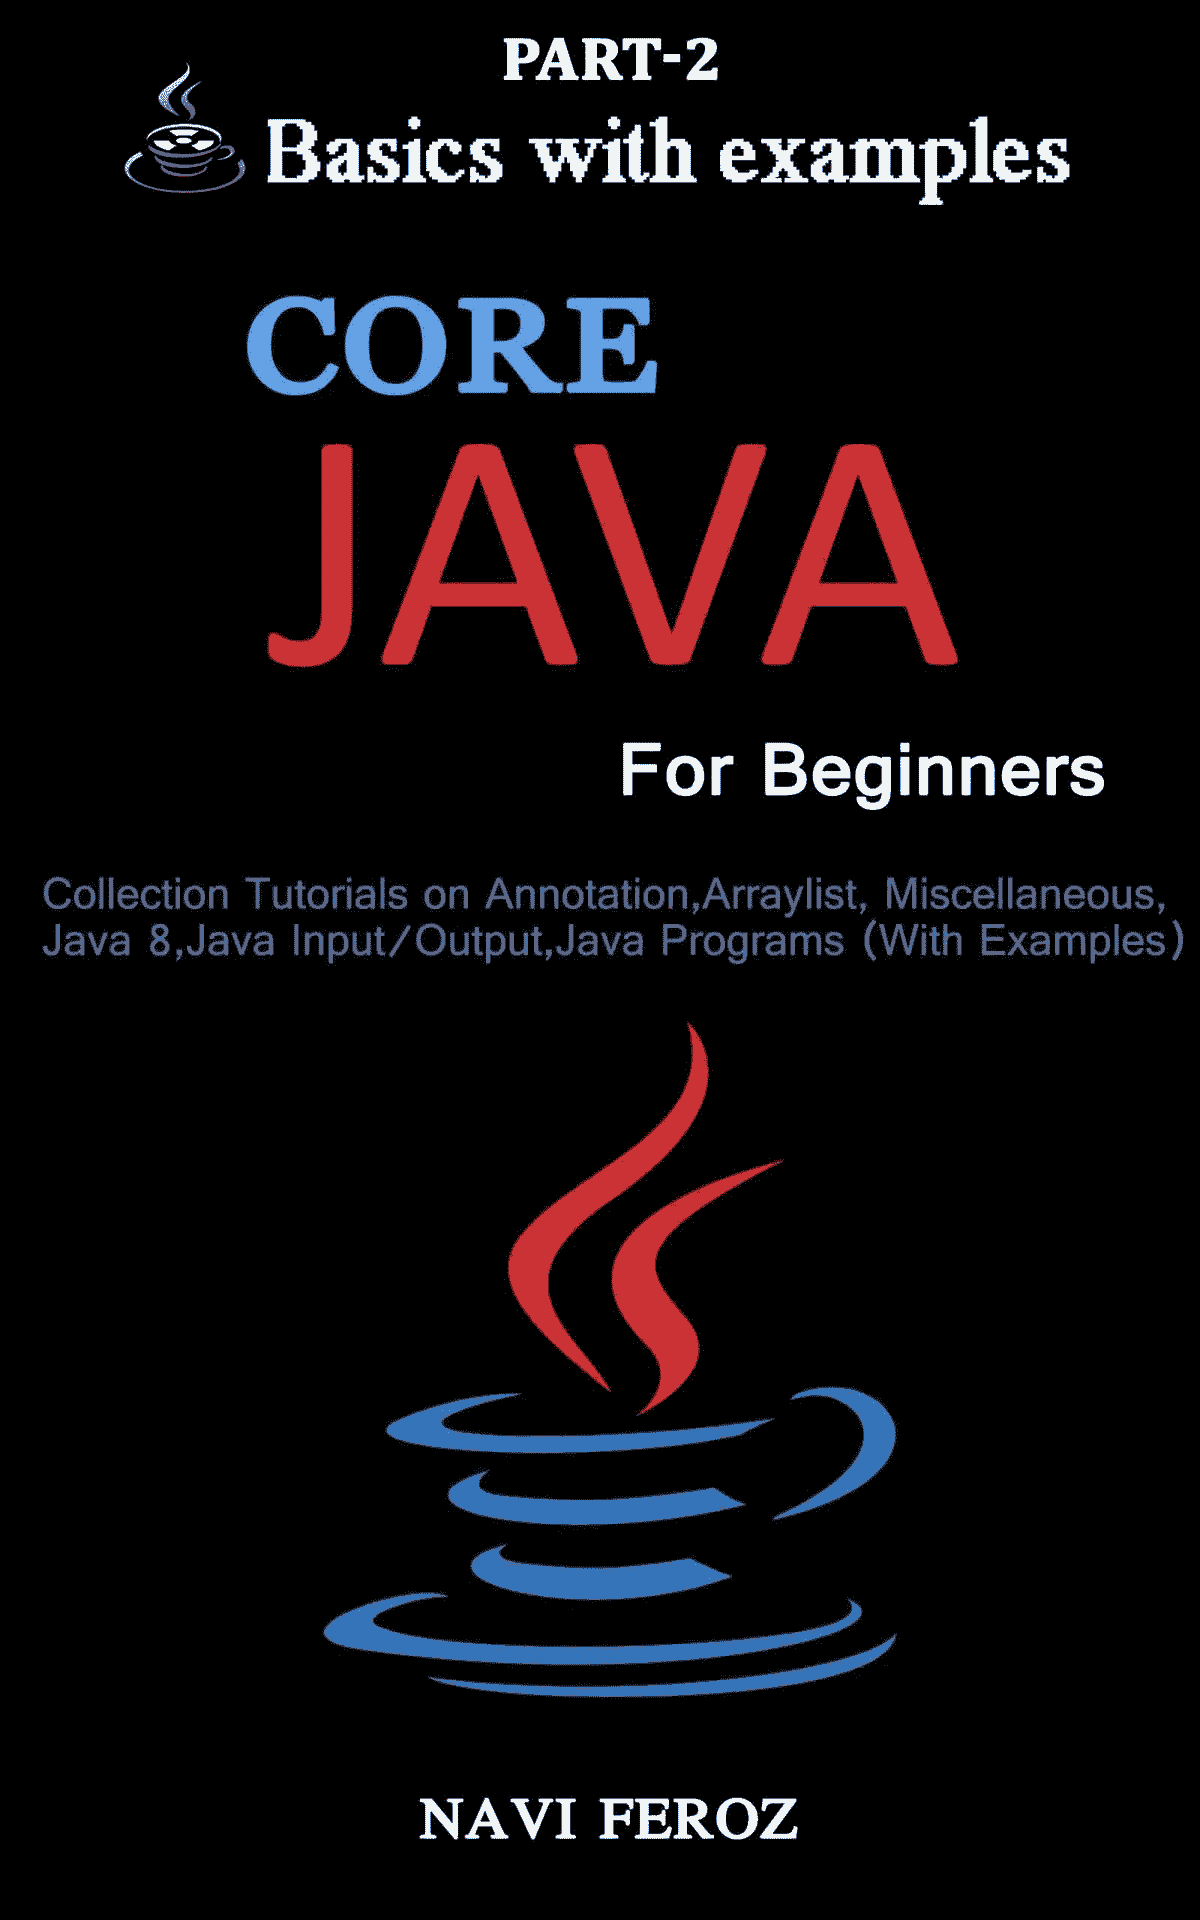 PART-2
Basics with examples
CORE
JAVA
For Beginners
Collection Tutorials on Annotation,Arraylist, Miscellaneous,
Java 8,Java Input/Output,Java Programs (With Examples)
NAVI FEROZ